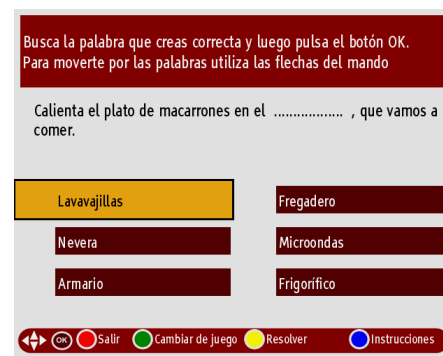 Busca la palabra que creas correcta y luego pulsa el botón OK.
Para moverte por las palabras utiliza las flechas del mando
Calienta el plato de macarrones en el .................. , que vamos a
comer.
Lavavajillas
Fregadero
Nevera
Microondas
Armario
Frigorífico
OK Salir Cambiar de juego Resolver Instrucciones